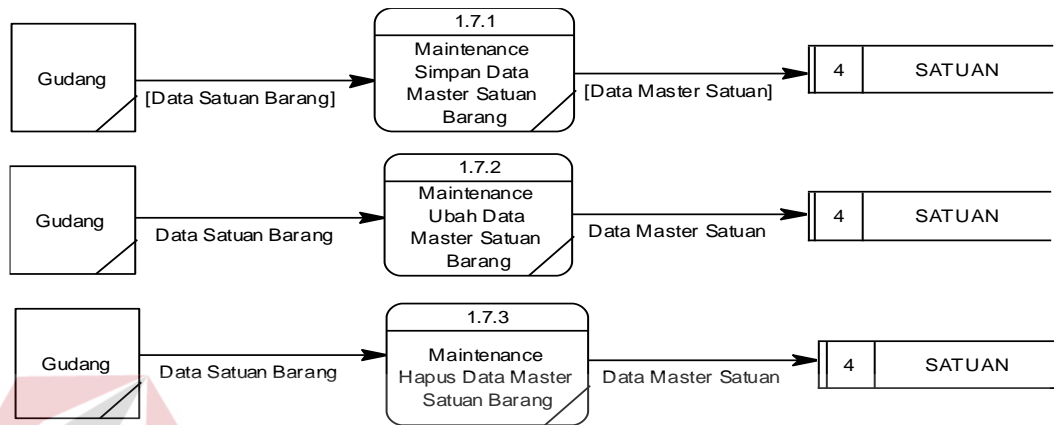 1.7.1
Gudang
[Data Satuan Barang]
Maintenance
Simpan Data
Master Satuan
Barang
[Data Master Satuan]
4 SATUAN
1.7.2
Gudang
Data Satuan Barang
Maintenance
Ubah Data
Master Satuan
Barang
Data Master Satuan
4 SATUAN
1.7.3
Gudang
Data Satuan Barang
Maintenance
Hapus Data Master
Satuan Barang
Data Master Satuan
4 SATUAN